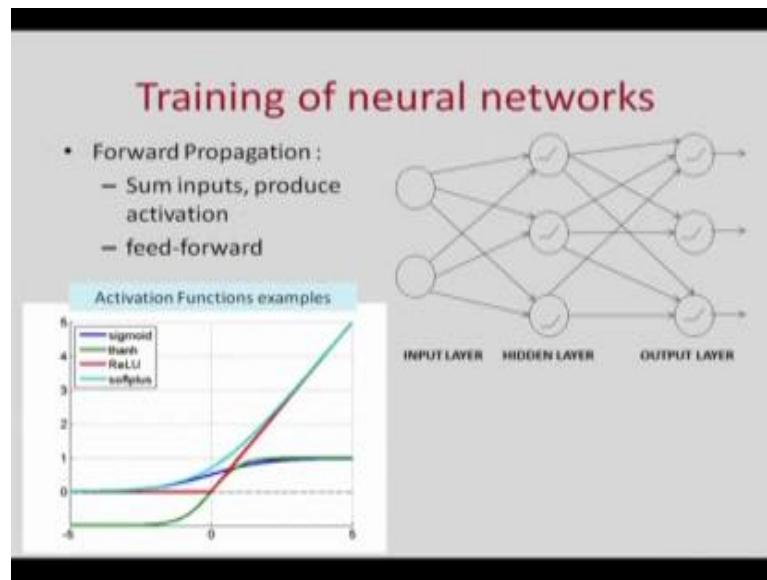 Training of neural networks
• Forward Propagation :
– Sum inputs, produce
activation
– feed-forward
Activation Functions examples
sigmoid
thanh
ReLU
softplus
5
4
3
2
1
0
-5
0
5
INPUT LAYER HIDDEN LAYER OUTPUT LAYER